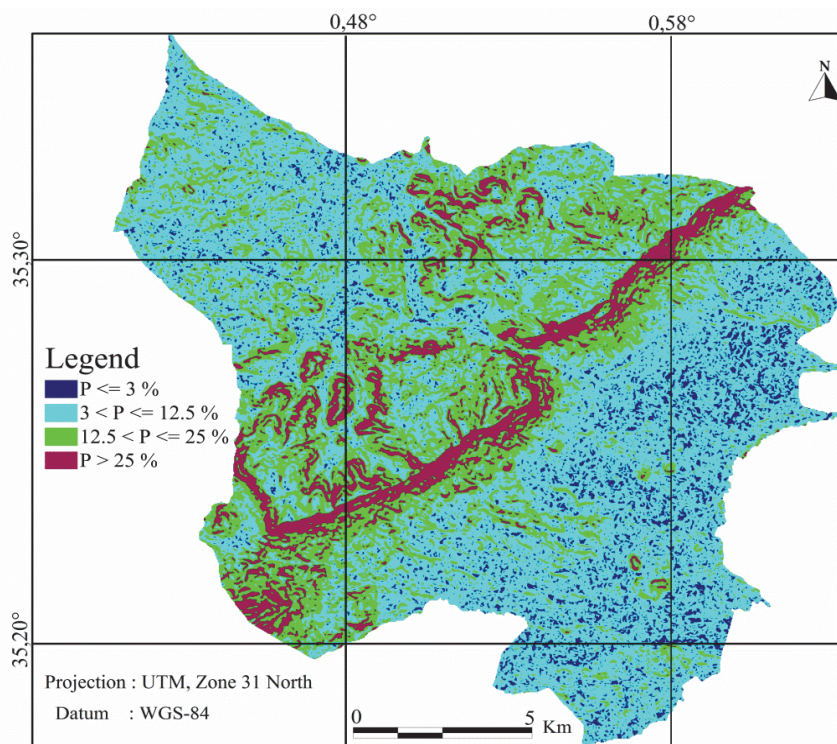 0,48° 0,58°
N
35,30°
Legend
P <= 3 %
3 < P <= 12.5 %
12.5 < P <= 25 %
P > 25 %
35,20°
Projection : UTM, Zone 31 North
Datum : WGS-84
0 5 Km